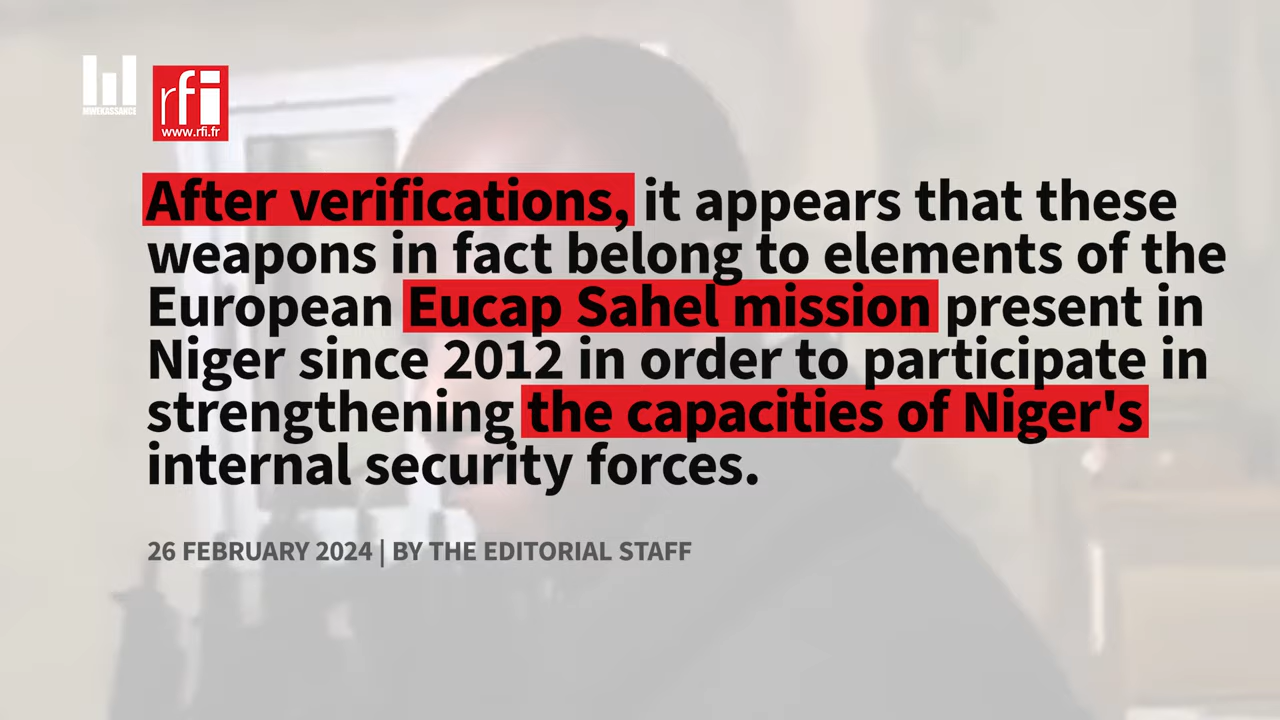 rfi
www.rfi.fr
After verifications, it appears that these
weapons in fact belong to elements of the
European Eucap Sahel mission present in
Niger since 2012 in order to participate in
strengthening the capacities of Niger's
internal security forces.
26 FEBRUARY 2024 | BY THE EDITORIAL STAFF